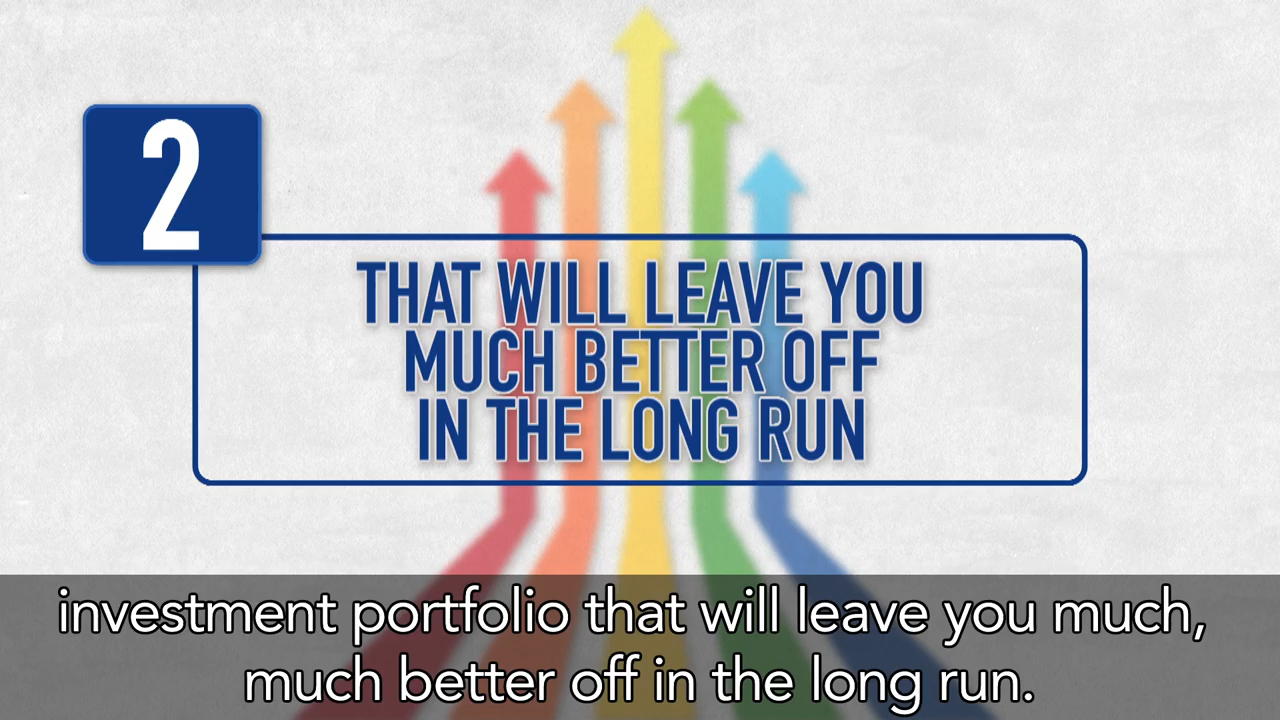 2
THAT WILL LEAVE YOU
MUCH BETTER OFF
IN THE LONG RUN
investment portfolio that will leave you much,
much better off in the long run.